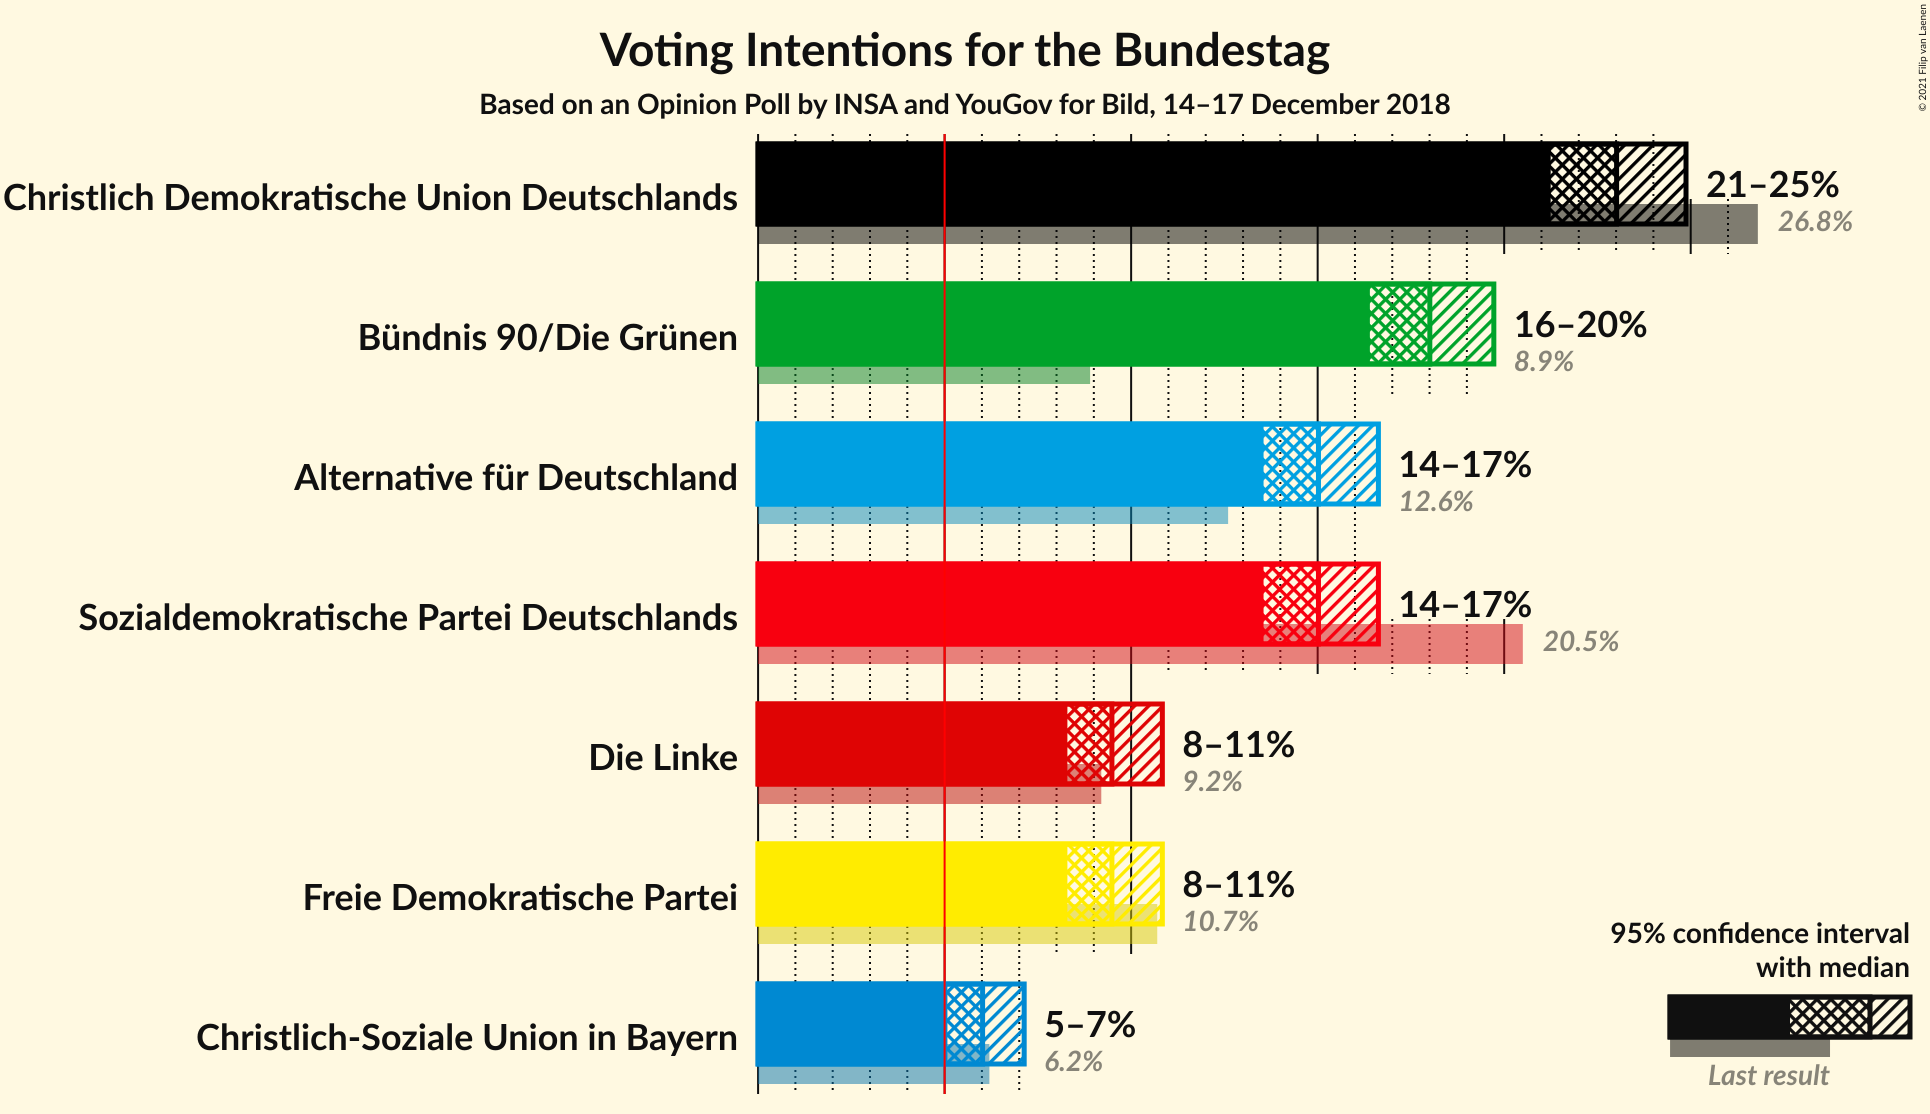 Voting Intentions for the Bundestag
Based on an Opinion Poll by INSA and YouGov for Bild, 14–17 December 2018
© 2021 Filip van Laenen
Christlich Demokratische Union Deutschlands
21–25%
26.8%
Bündnis 90/Die Grünen
16–20%
8.9%
Alternative für Deutschland
14–17%
12.6%
Sozialdemokratische Partei Deutschlands
14–17%
20.5%
Die Linke
8–11%
9.2%
Freie Demokratische Partei
8–11%
10.7%
Christlich-Soziale Union in Bayern
5–7%
6.2%
95% confidence interval
with median
Last result